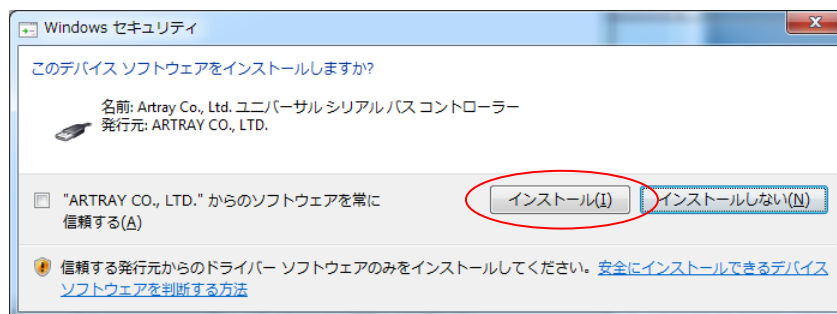 Windows セキュリティ
このデバイス ソフトウェアをインストールしますか?
名前: Artray Co., Ltd. ユニバーサル シリアル バス コントローラー
発行元: ARTRAY CO., LTD.
"ARTRAY CO., LTD." からのソフトウェアを常に
信頼する(A)
インストール(I)
インストールしない(N)
信頼する発行元からのドライバー ソフトウェアのみをインストールしてください。安全にインストールできるデバイス
ソフトウェアを判断する方法